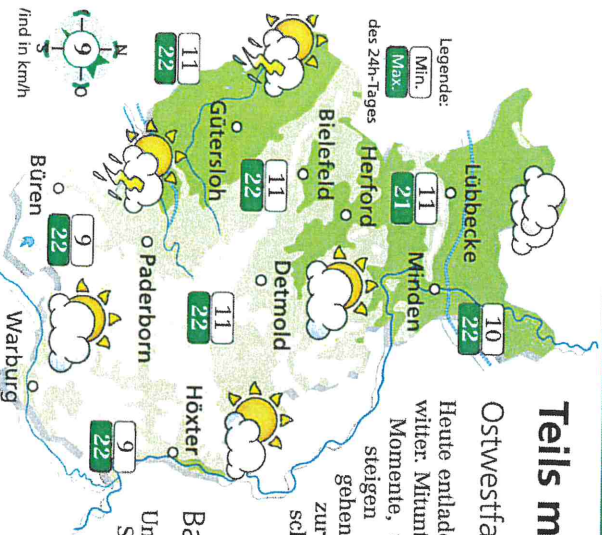 Teils m
Ostwestfa
Heute entlade
witter. Mitunt
Momente,
steigen
gehen
zur
sch
Ba
Un
S
Legende:
Min.
Max.
des 24h-Tages
Lübbecke
10
22
Minden
11
21
Herford
Bielefeld
11
22
Gütersloh
11
22
Detmold
11
22
Höxter
9
22
Paderborn
Büren
9
22
Warburg
N
O
S
9
ind in km/h